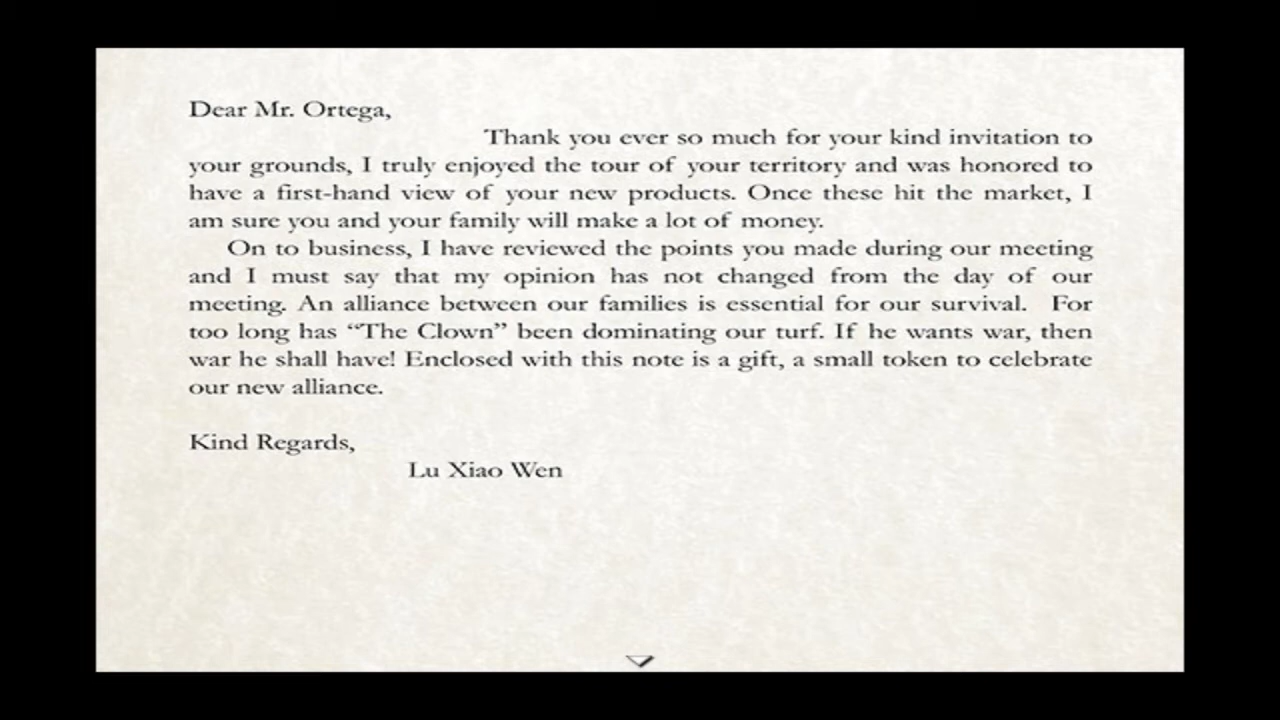 Dear Mr. Ortega,
Thank you ever so much for your kind invitation to
your grounds, I truly enjoyed the tour of your territory and was honored to
have a first-hand view of your new products. Once these hit the market, I
am sure you and your family will make a lot of money.
On to business, I have reviewed the points you made during our meeting
and I must say that my opinion has not changed from the day of our
meeting. An alliance between our families is essential for our survival. For
too long has “The Clown” been dominating our turf. If he wants war, then
war he shall have! Enclosed with this note is a gift, a small token to celebrate
our new alliance.
Kind Regards,
Lu Xiao Wen